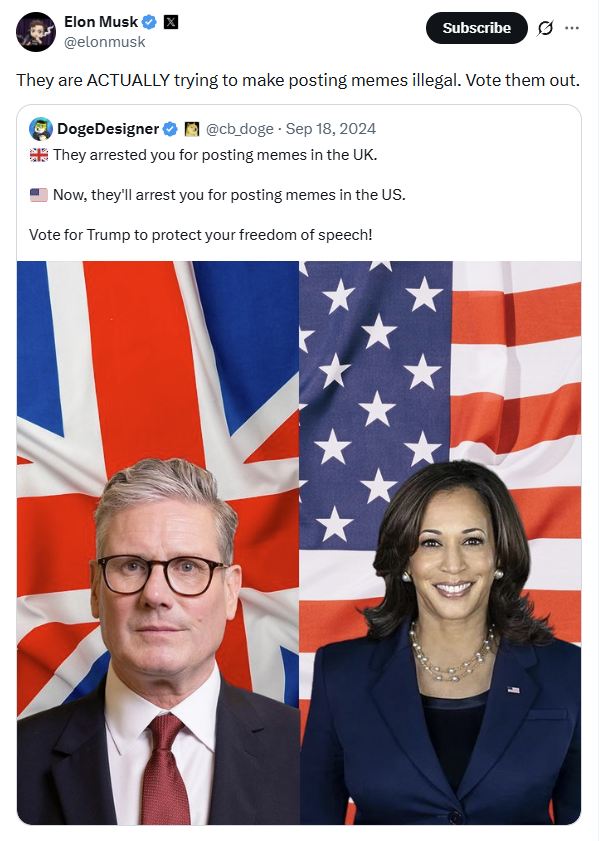 Elon Musk
@elonmusk
Subscribe
They are ACTUALLY trying to make posting memes illegal. Vote them out.
DogeDesigner @cb_doge · Sep 18, 2024
🇬🇧 They arrested you for posting memes in the UK.
🇺🇸 Now, they'll arrest you for posting memes in the US.
Vote for Trump to protect your freedom of speech!